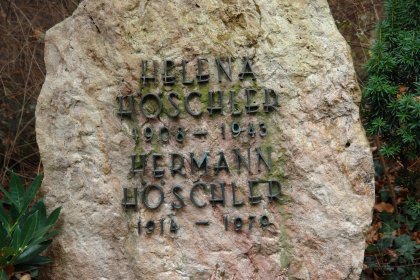 HELENA
HÖSCHLER
1908 – 1943
HERMANN
HÖSCHLER
1914 – 1979